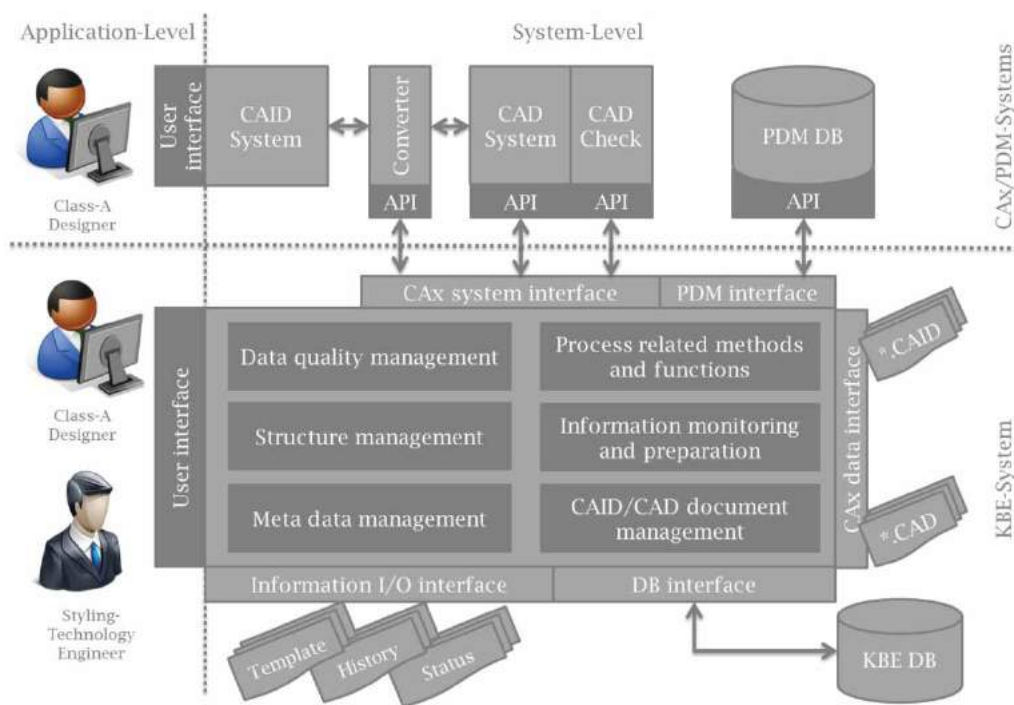 Application-Level
System-Level
User
interface
CAID
System
Converter
API
CAD
System
API
CAD
Check
API
PDM DB
API
CAx/PDM-Systems
Class-A
Designer
CAx system interface
PDM interface
Class-A
Designer
Styling-
Technology
Engineer
User interface
Data quality management
Process related methods
and functions
Structure management
Information monitoring
and preparation
Meta data management
CAID/CAD document
management
CAx data interface
*.CAID
*.CAD
KBE-System
Information I/O interface
DB interface
Template
History
Status
KBE DB